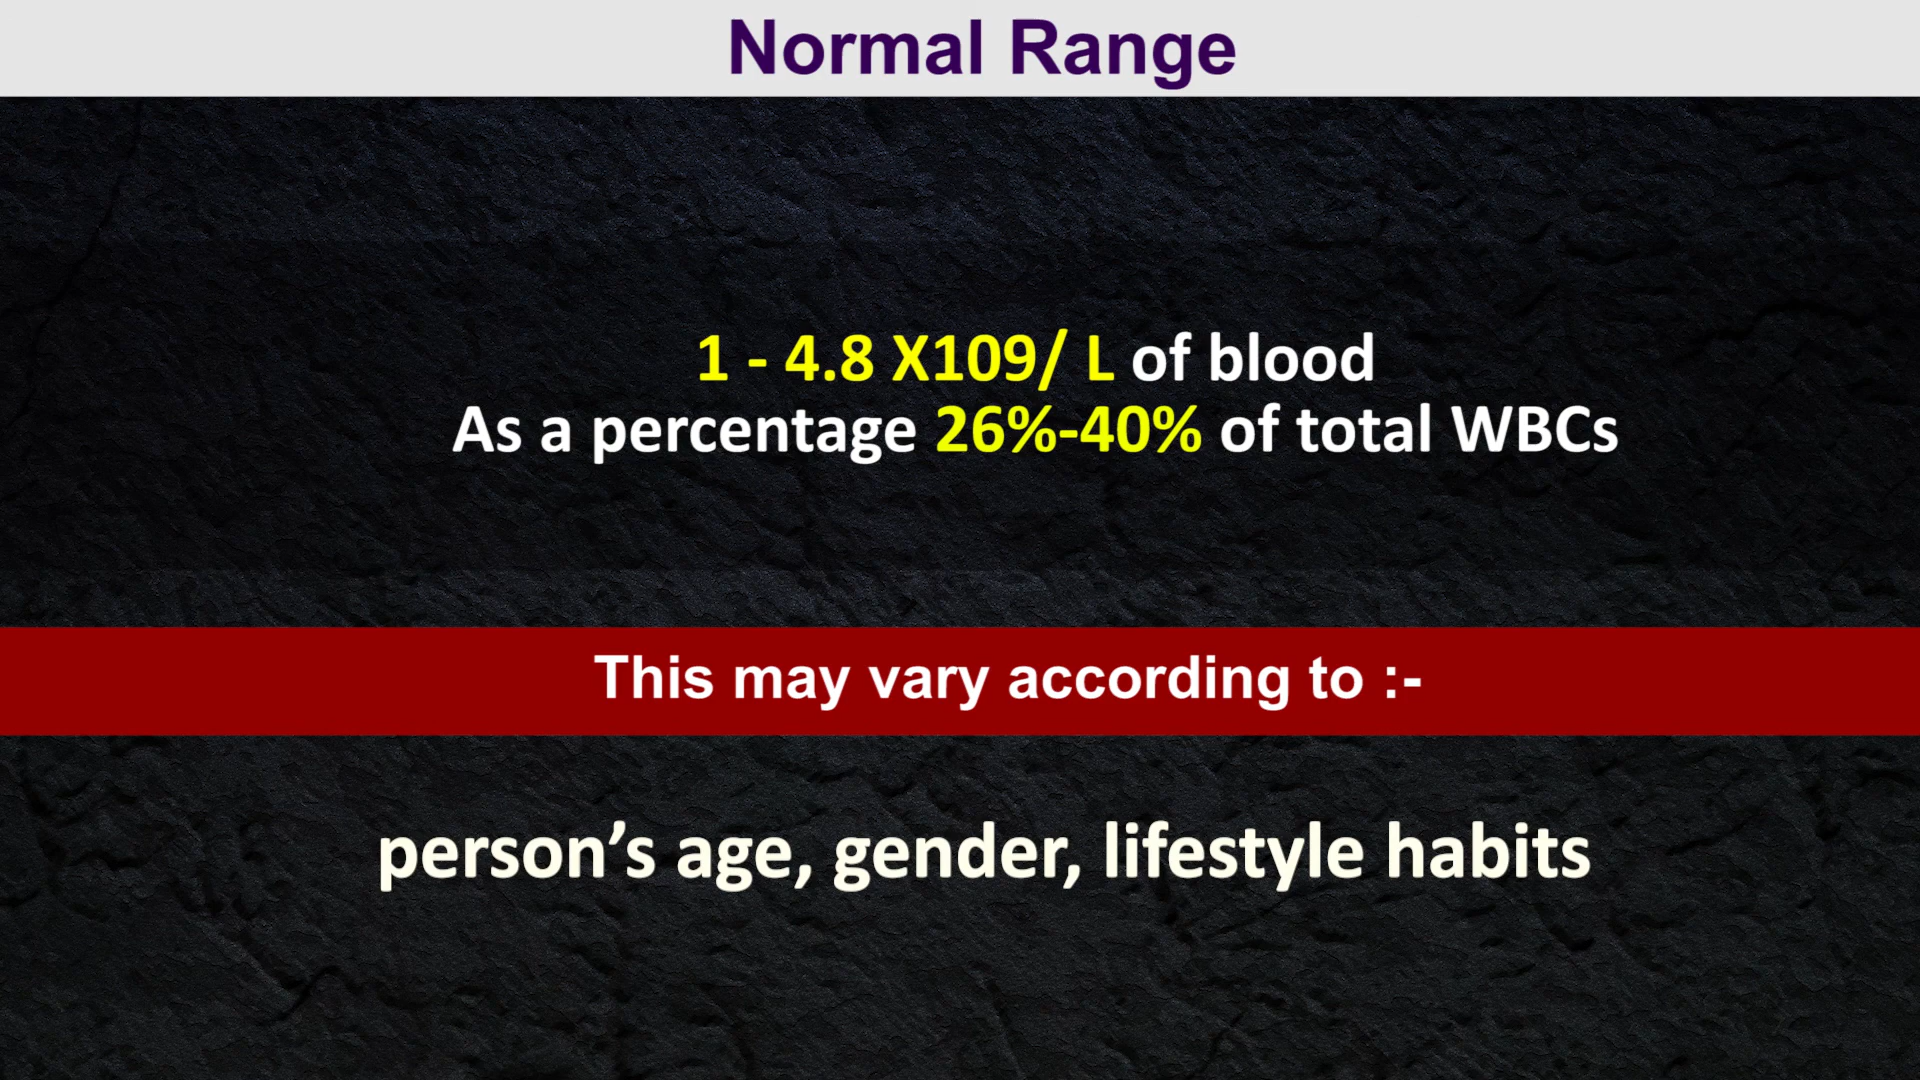 Normal Range
1 - 4.8 X109/ L of blood
As a percentage 26%-40% of total WBCs
This may vary according to :-
person’s age, gender, lifestyle habits